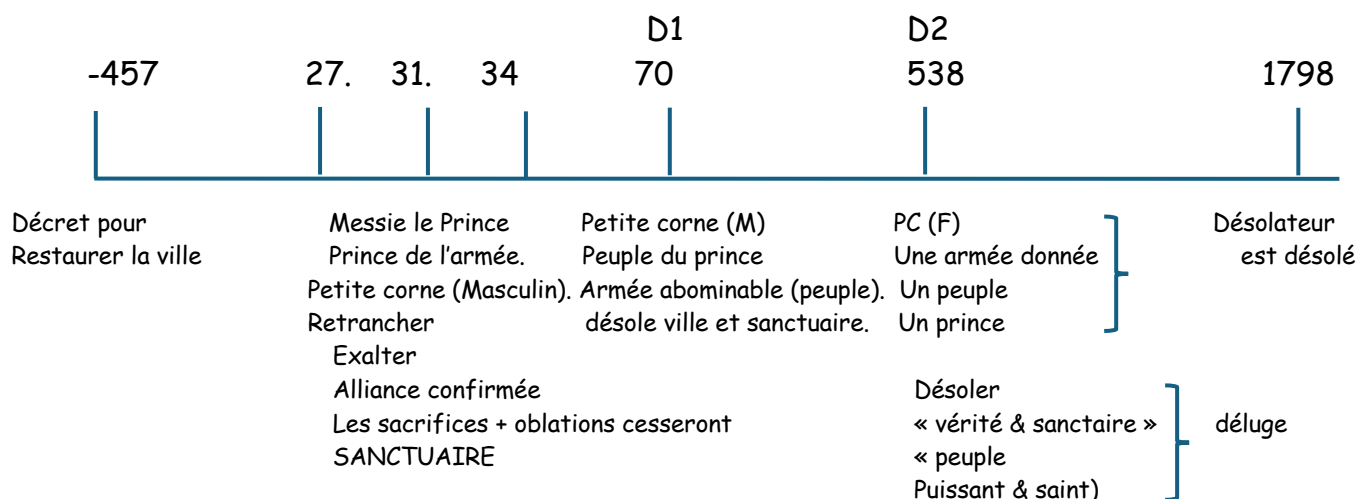 D1 D2
-457 27. 31. 34 70 538 1798
Décret pour Messie le Prince Petite corne (M) PC (F) Désolateur
Restaurer la ville Prince de l'armée. Peuple du prince Une armée donnée est désolé
Petite corne (Masculin). Armée abominable (peuple). Un peuple
Retrancher désole ville et sanctuaire. Un prince
Exalter
Alliance confirmée Désoler
Les sacrifices + oblations cesseront « vérité & sanctaire » déluge
SANCTUAIRE « peuple
Puissant & saint)